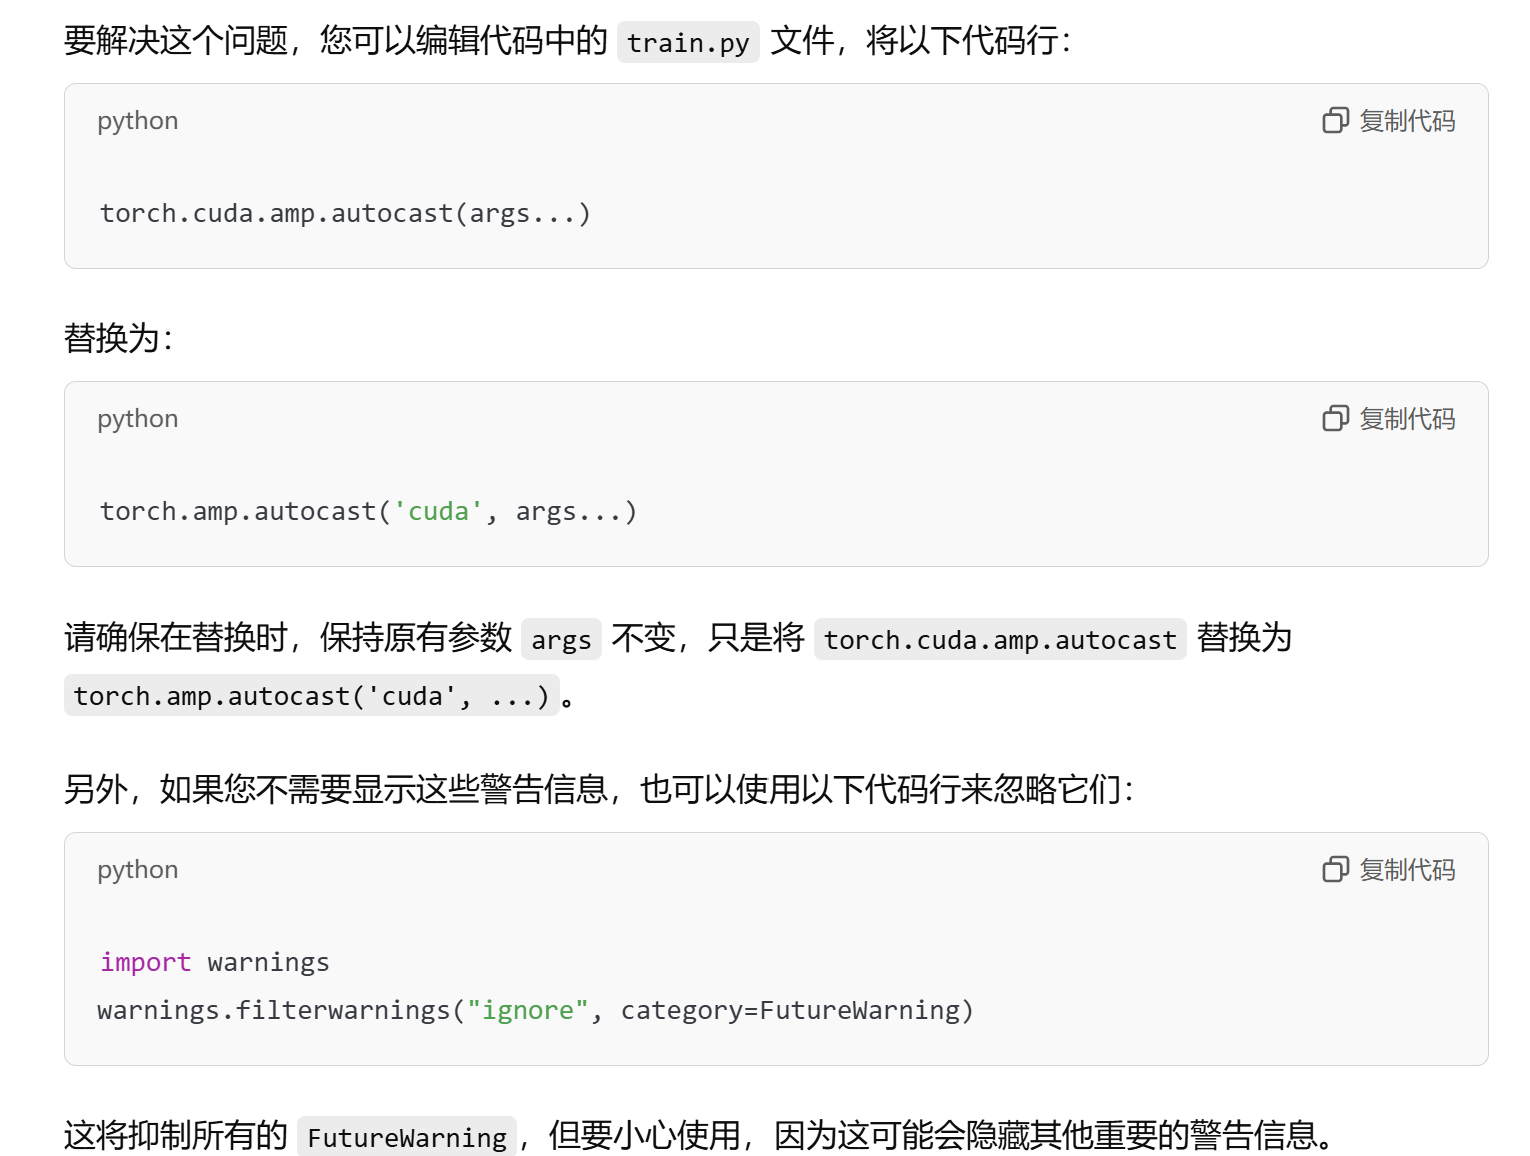 要解决这个问题，您可以编辑代码中的 train.py 文件，将以下代码行：
python 复制代码
torch.cuda.amp.autocast(args...)
替换为：
python 复制代码
torch.amp.autocast('cuda', args...)
请确保在替换时，保持原有参数 args 不变，只是将 torch.cuda.amp.autocast 替换为
torch.amp.autocast('cuda', ...)。
另外，如果您不需要显示这些警告信息，也可以使用以下代码行来忽略它们：
python 复制代码
import warnings
warnings.filterwarnings("ignore", category=FutureWarning)
这将抑制所有的 FutureWarning，但要小心使用，因为这可能会隐藏其他重要的警告信息。